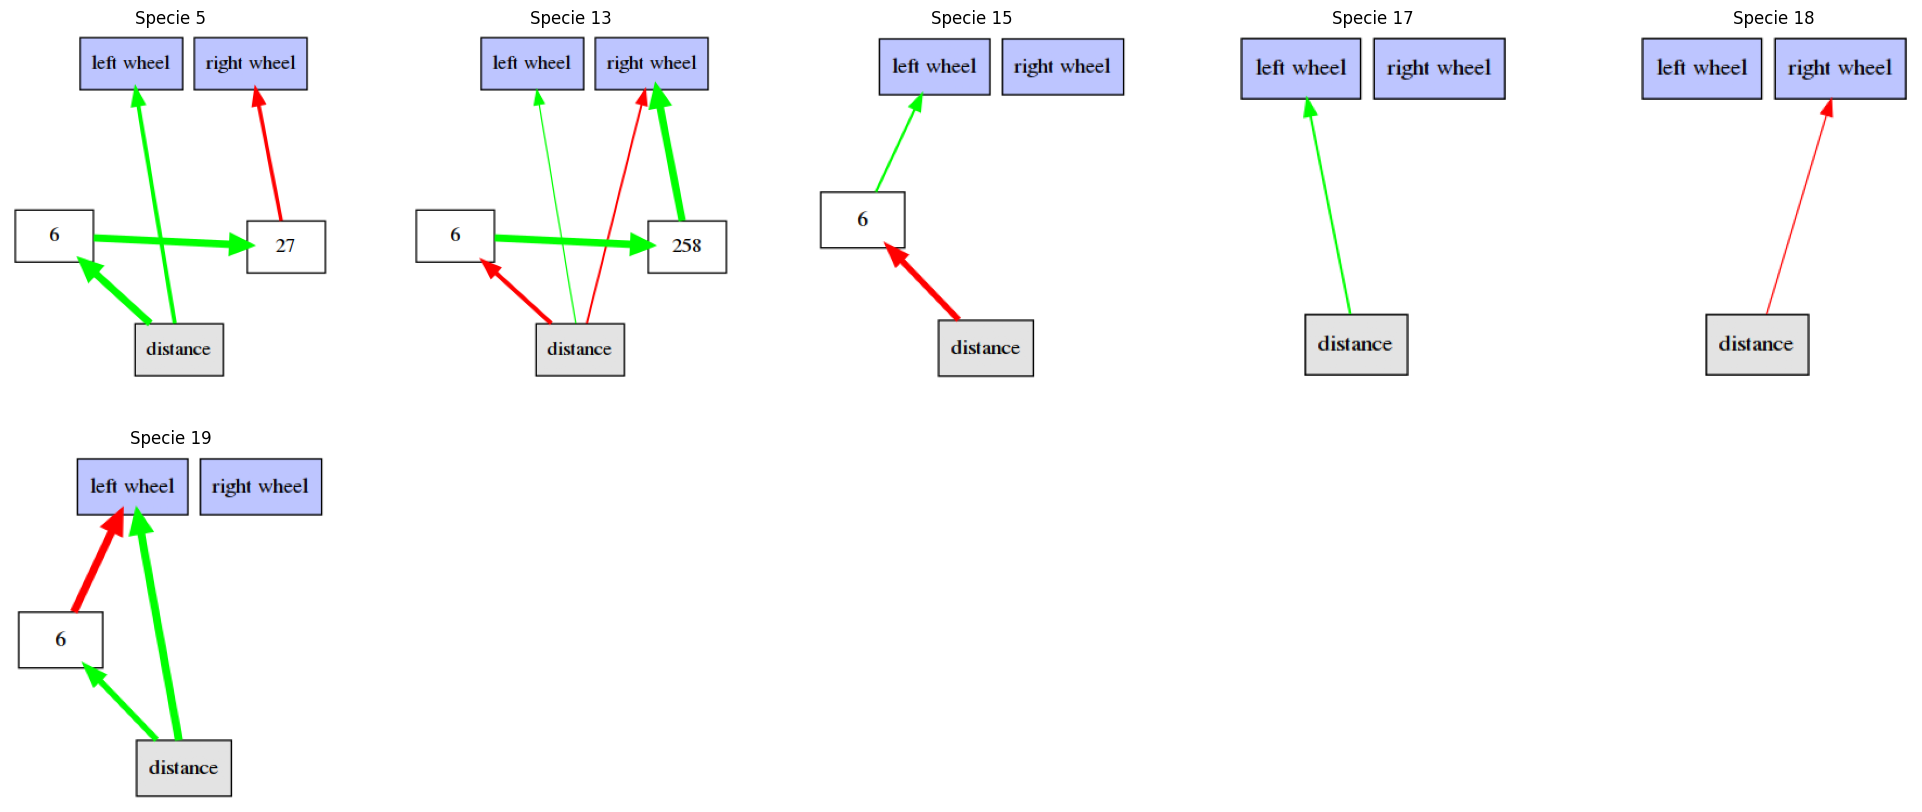 Specie 5
left wheel
right wheel
6
27
distance
Specie 13
left wheel
right wheel
6
258
distance
Specie 15
left wheel
right wheel
6
distance
Specie 17
left wheel
right wheel
distance
Specie 18
left wheel
right wheel
distance
Specie 19
left wheel
right wheel
6
distance